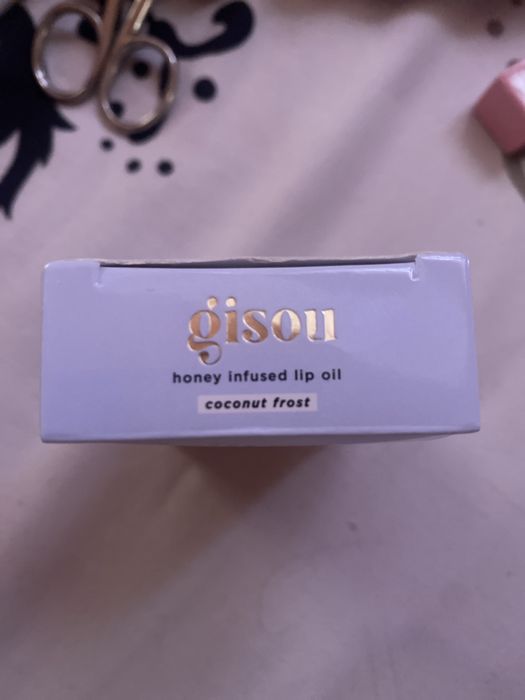 gisou
honey infused lip oil
coconut frost